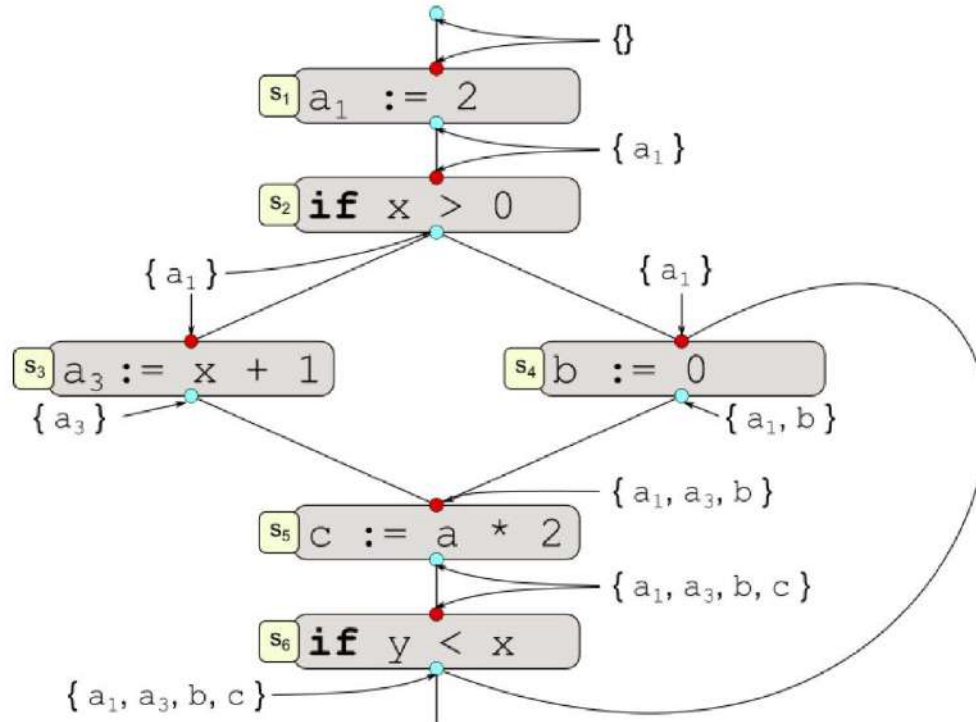 {}
s₁ a₁ := 2
{ a₁ }
s₂ if x > 0
{ a₁ } { a₁ }
s₃ a₃ := x + 1 s₄ b := 0
{ a₃ } { a₁, b }
{ a₁, a₃, b }
s₅ c := a * 2
{ a₁, a₃, b, c }
s₆ if y < x
{ a₁, a₃, b, c }